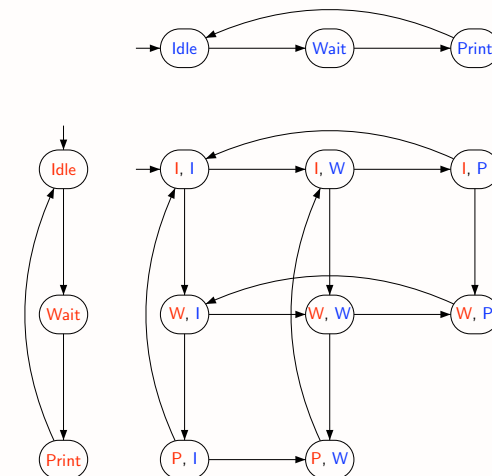 Idle Wait Print
Idle I, I I, W I, P
Wait W, I W, W W, P
Print P, I P, W